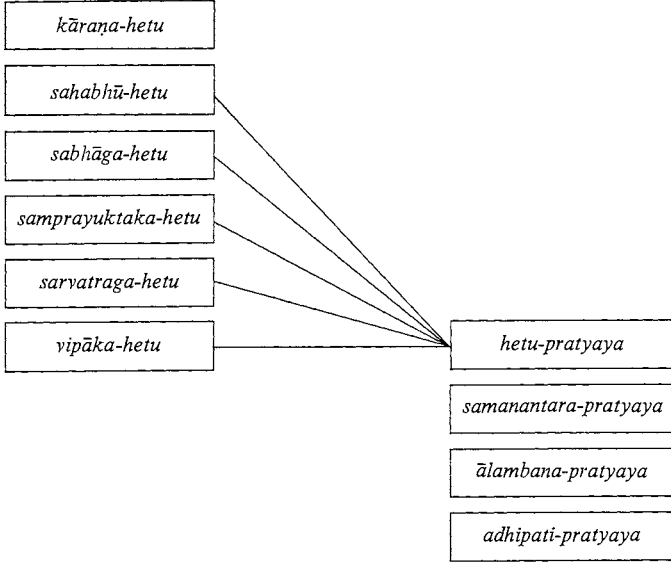 kāraṇa-hetu
sahabhū-hetu
sabhāga-hetu
samprayuktaka-hetu
sarvatraga-hetu
vipāka-hetu
hetu-pratyaya
samanantara-pratyaya
ālambana-pratyaya
adhipati-pratyaya